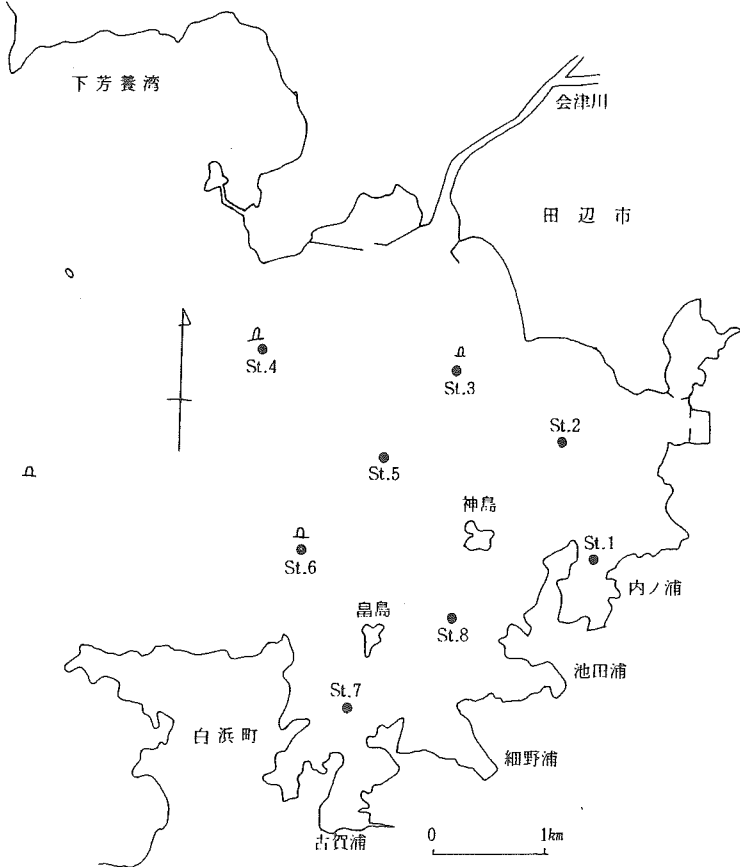 下芳養湾
会津川
田辺市
St.4
St.3
St.2
St.5
神島
St.1
St.6
内ノ浦
畠島
St.8
池田浦
St.7
白浜町
細野浦
古賀浦
0 1km